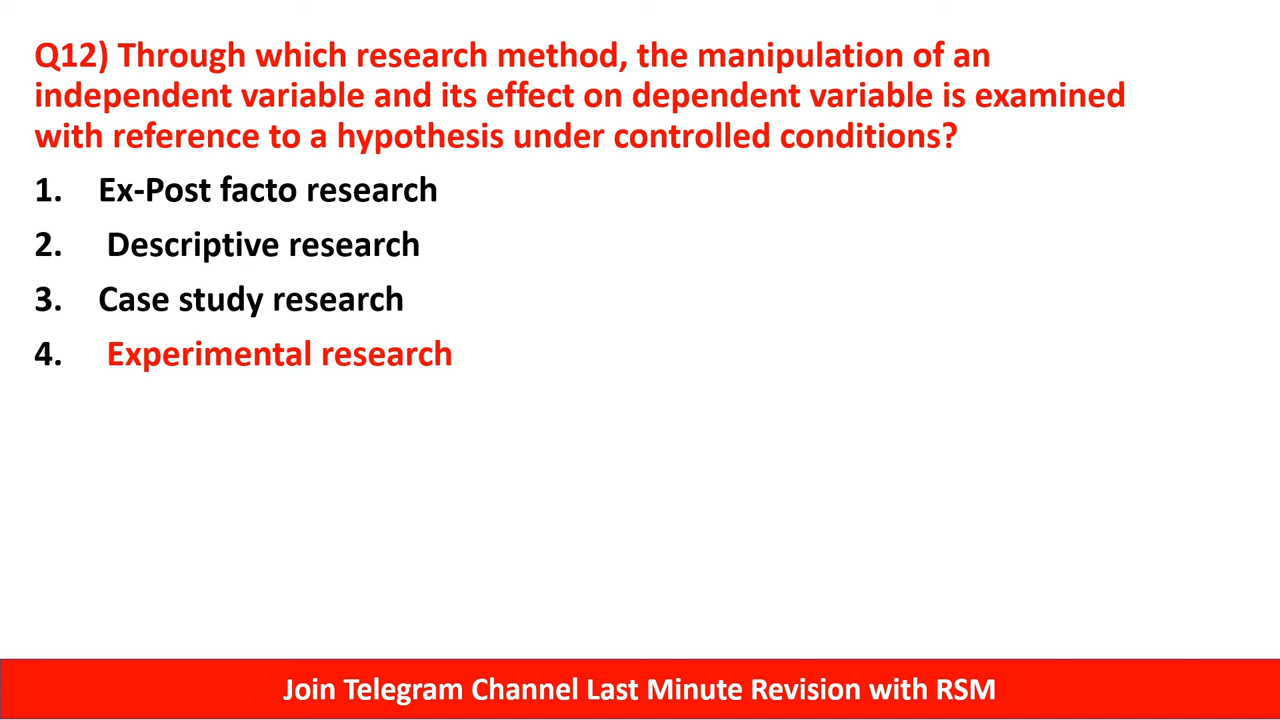 Q12) Through which research method, the manipulation of an
independent variable and its effect on dependent variable is examined
with reference to a hypothesis under controlled conditions?
1. Ex-Post facto research
2. Descriptive research
3. Case study research
4. Experimental research
Join Telegram Channel Last Minute Revision with RSM